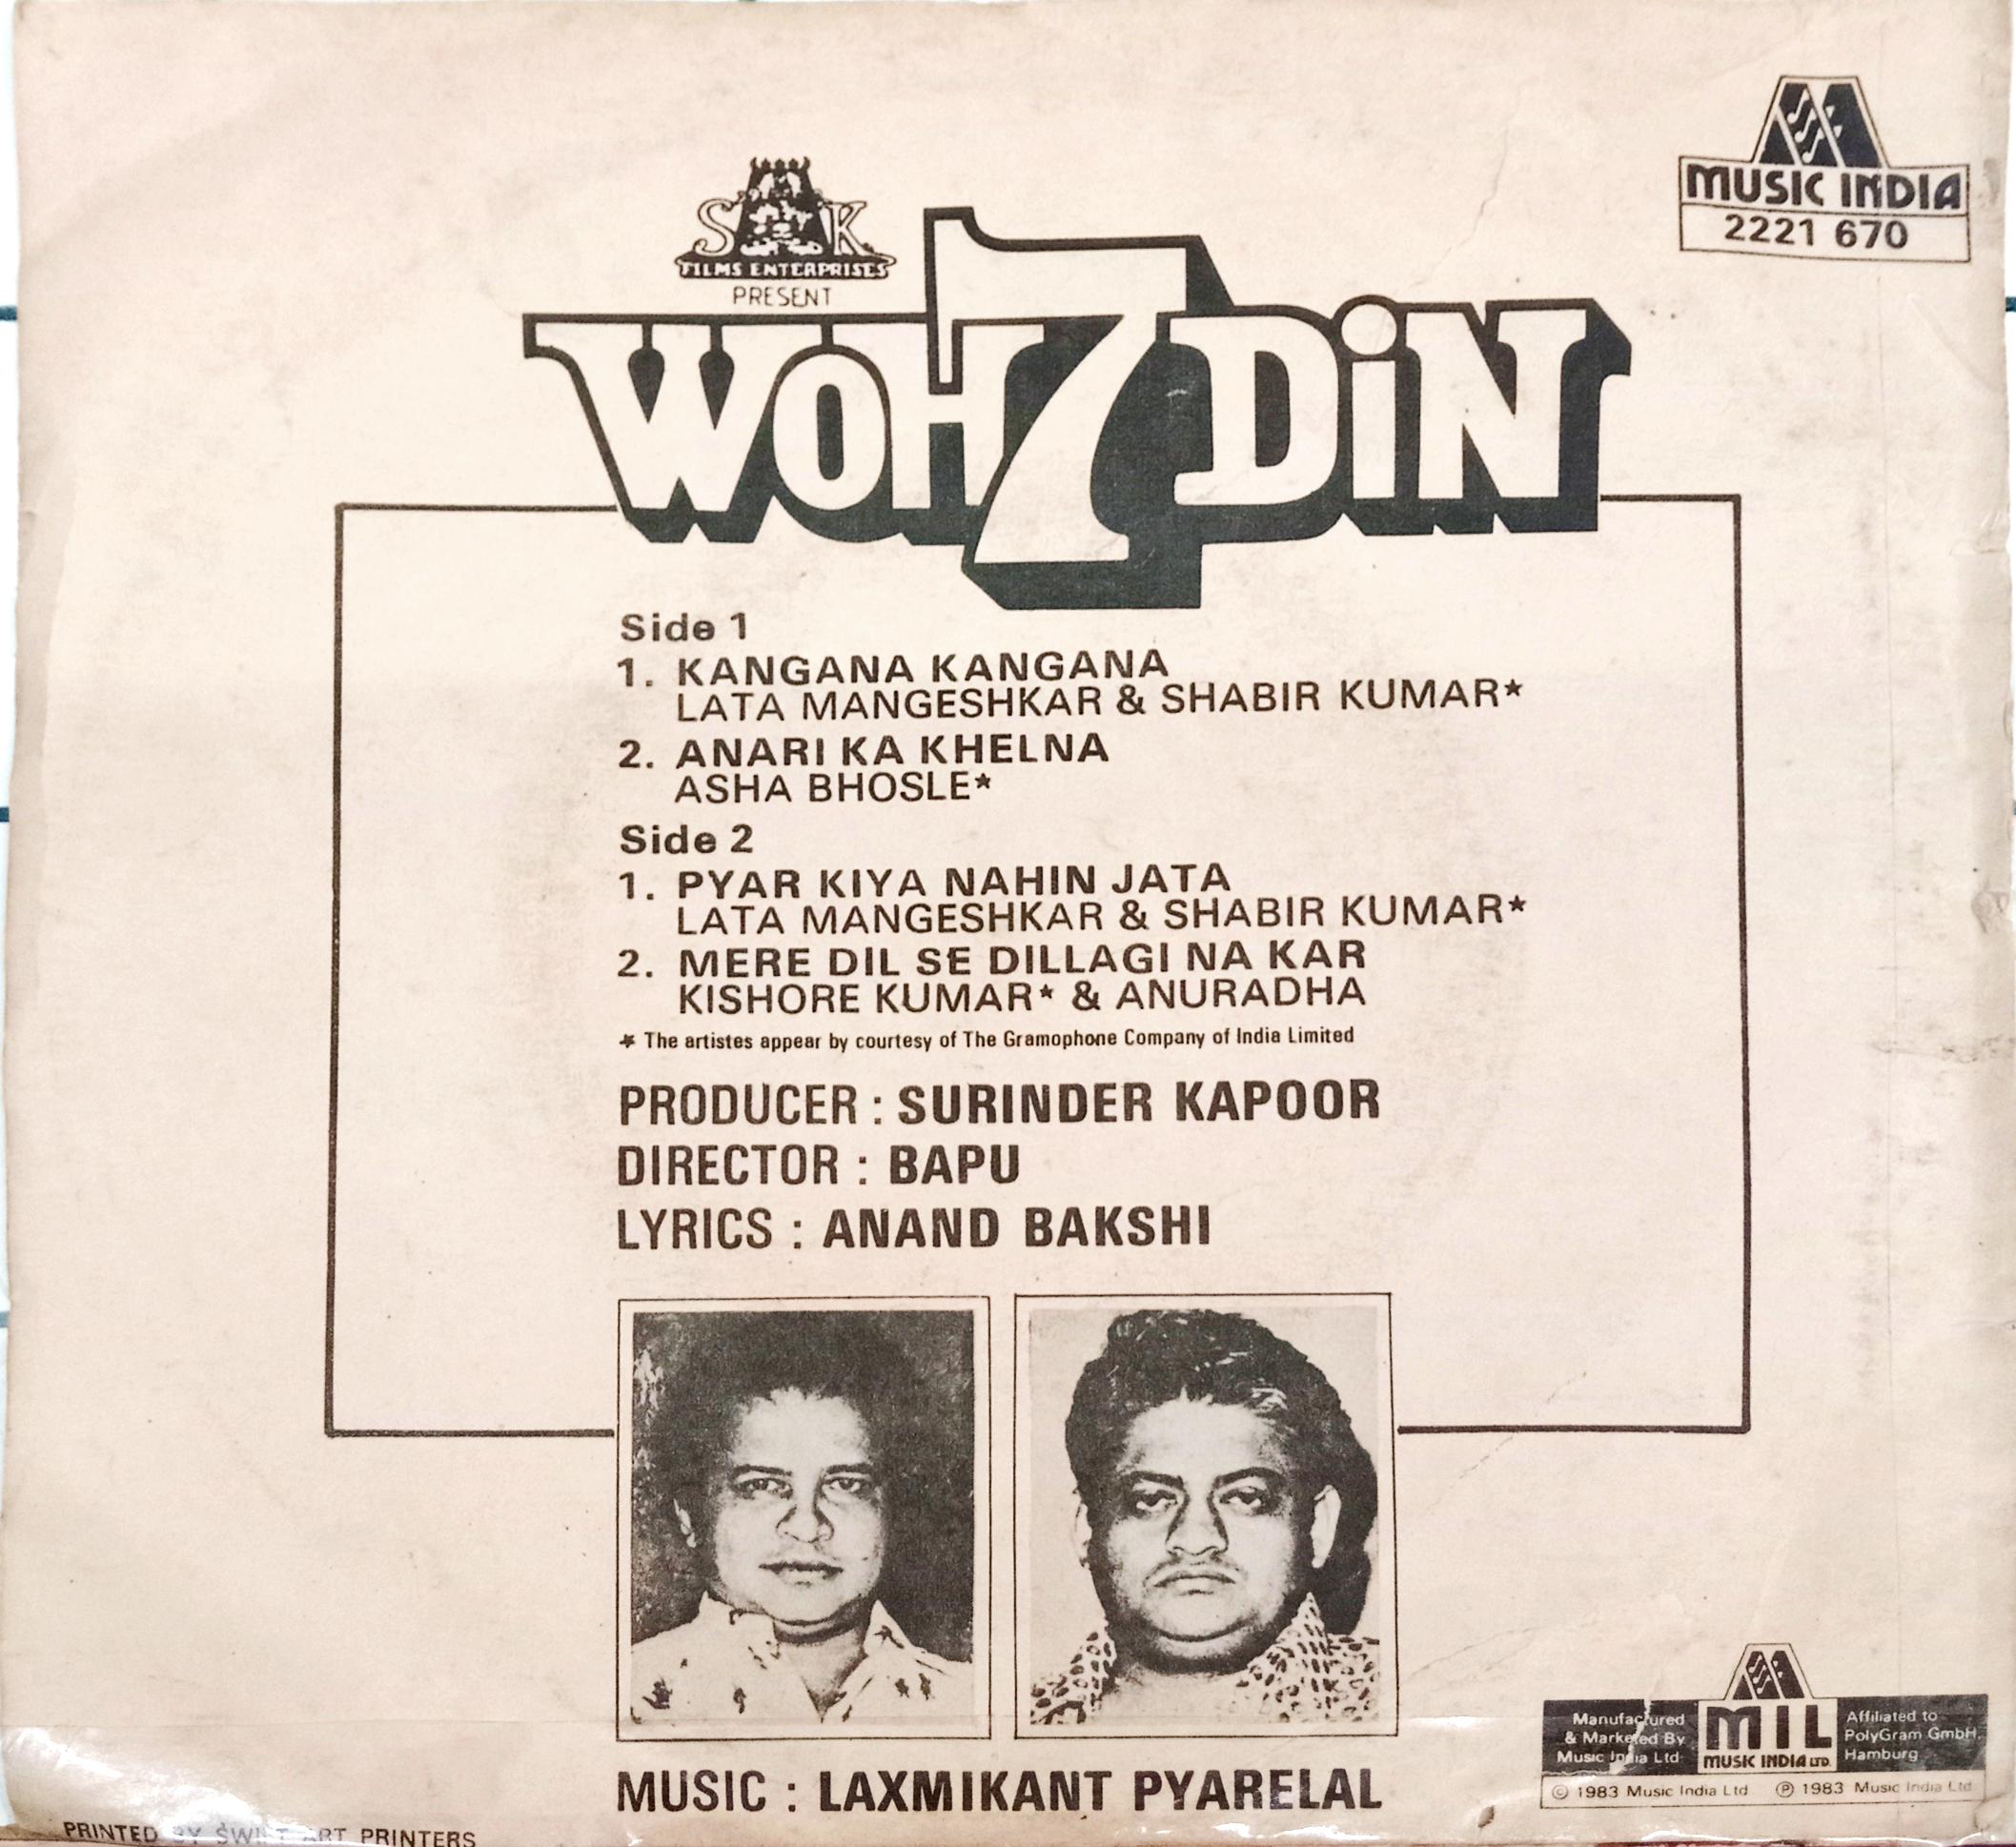 MUSIC INDIA
2221 670
S K
FILMS ENTERPRISES
PRESENT
WOH 7 DiN
Side 1
1. KANGANA KANGANA
LATA MANGESHKAR & SHABIR KUMAR*
2. ANARI KA KHELNA
ASHA BHOSLE*
Side 2
1. PYAR KIYA NAHIN JATA
LATA MANGESHKAR & SHABIR KUMAR*
2. MERE DIL SE DILLAGI NA KAR
KISHORE KUMAR* & ANURADHA
* The artistes appear by courtesy of The Gramophone Company of India Limited
PRODUCER : SURINDER KAPOOR
DIRECTOR : BAPU
LYRICS : ANAND BAKSHI
MUSIC : LAXMIKANT PYARELAL
Manufactured
& Marketed By
Music India Ltd
MIL
MUSIC INDIA LTD.
Affiliated to
PolyGram GmbH.
Hamburg
© 1983 Music India Ltd ℗ 1983 Music India Ltd
PRINTED BY SWIFT ART PRINTERS